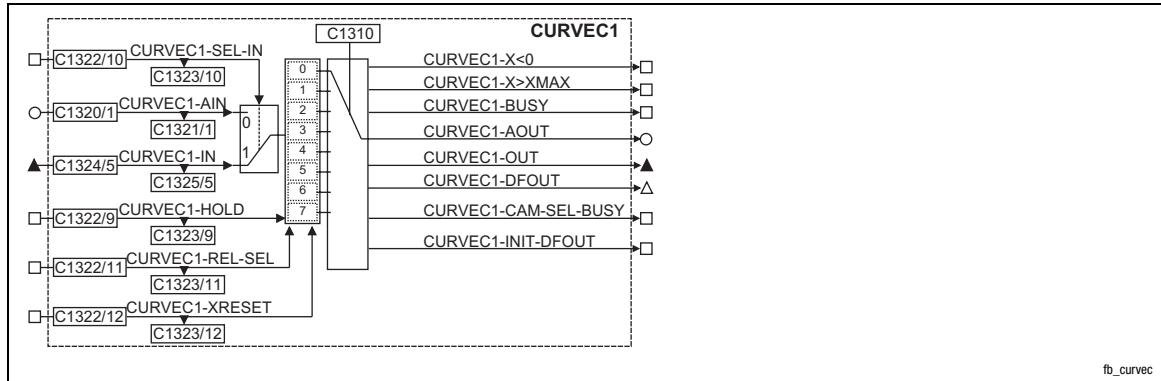 CURVEC1
C1310
C1322/10
CURVEC1-SEL-IN
C1323/10
C1320/1
CURVEC1-AIN
C1321/1
C1324/5
CURVEC1-IN
C1325/5
C1322/9
CURVEC1-HOLD
C1323/9
C1322/11
CURVEC1-REL-SEL
C1323/11
C1322/12
CURVEC1-XRESET
C1323/12
0
1
0
1
2
3
4
5
6
7
CURVEC1-X<0
CURVEC1-X>XMAX
CURVEC1-BUSY
CURVEC1-AOUT
CURVEC1-OUT
CURVEC1-DFOUT
CURVEC1-CAM-SEL-BUSY
CURVEC1-INIT-DFOUT
fb_curvec